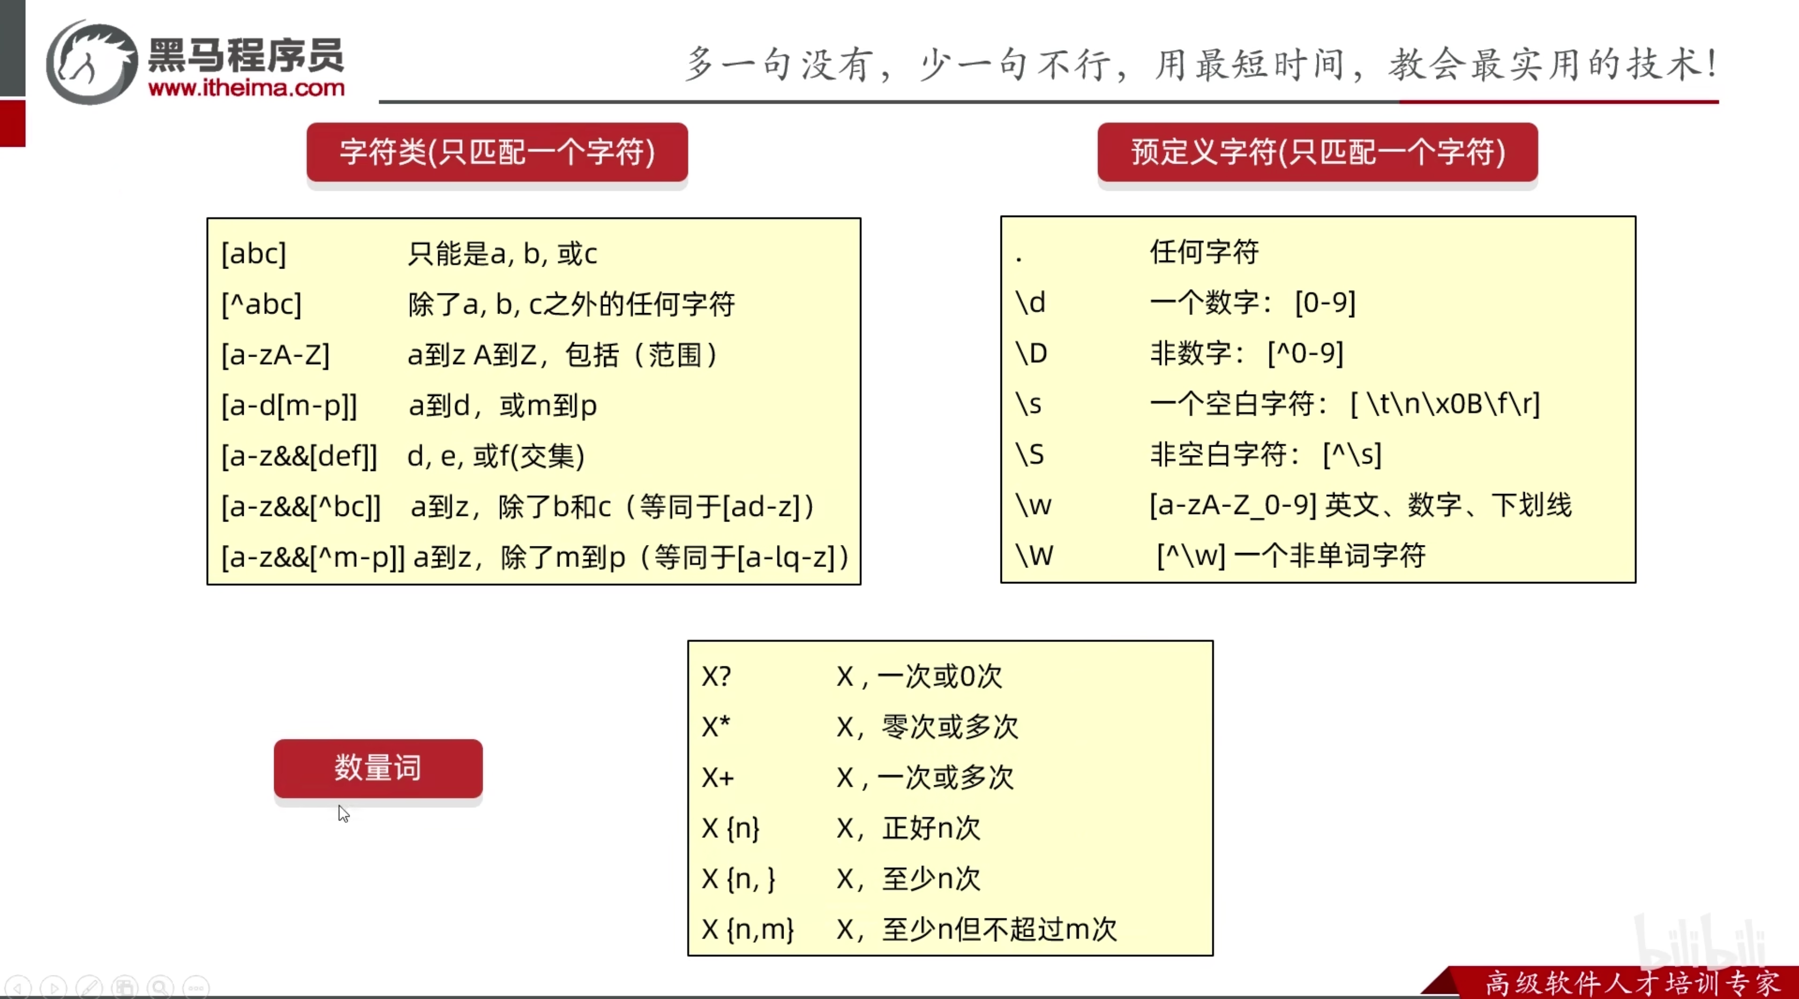 黑马程序员
www.itheima.com
多一句没有，少一句不行，用最短时间，教会最实用的技术！
字符类(只匹配一个字符)
[abc] 只能是a, b, 或c
[^abc] 除了a, b, c之外的任何字符
[a-zA-Z] a到z A到Z，包括（范围）
[a-d[m-p]] a到d，或m到p
[a-z&&[def]] d, e, 或f(交集)
[a-z&&[^bc]] a到z，除了b和c（等同于[ad-z]）
[a-z&&[^m-p]] a到z，除了m到p（等同于[a-lq-z]）
预定义字符(只匹配一个字符)
. 任何字符
\d 一个数字： [0-9]
\D 非数字： [^0-9]
\s 一个空白字符： [ \t\n\x0B\f\r]
\S 非空白字符： [^\s]
\w [a-zA-Z_0-9] 英文、数字、下划线
\W [^\w] 一个非单词字符
数量词
X? X , 一次或0次
X* X，零次或多次
X+ X , 一次或多次
X {n} X，正好n次
X {n, } X，至少n次
X {n,m} X，至少n但不超过m次
bilibili
高级软件人才培训专家